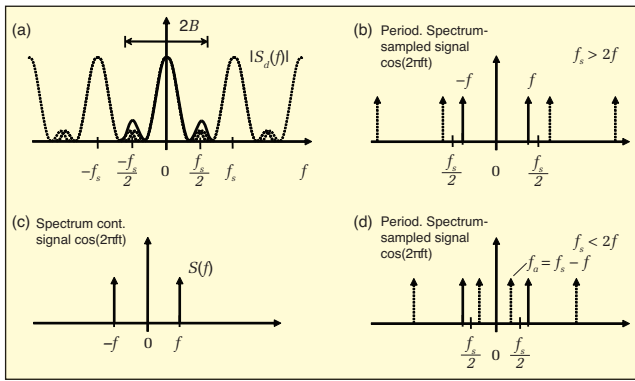 (a)
2B
|S_d(f)|
-f_s
-f_s/2
0
f_s/2
f_s
f
(b) Period. Spectrum-
sampled signal
cos(2πft)
f_s > 2f
-f
f
f_s/2
0
f_s/2
(c) Spectrum cont.
signal cos(2πft)
S(f)
-f
0
f
(d) Period. Spectrum-
sampled signal
cos(2πft)
f_s < 2f
f_a = f_s – f
f_s/2
0
f_s/2